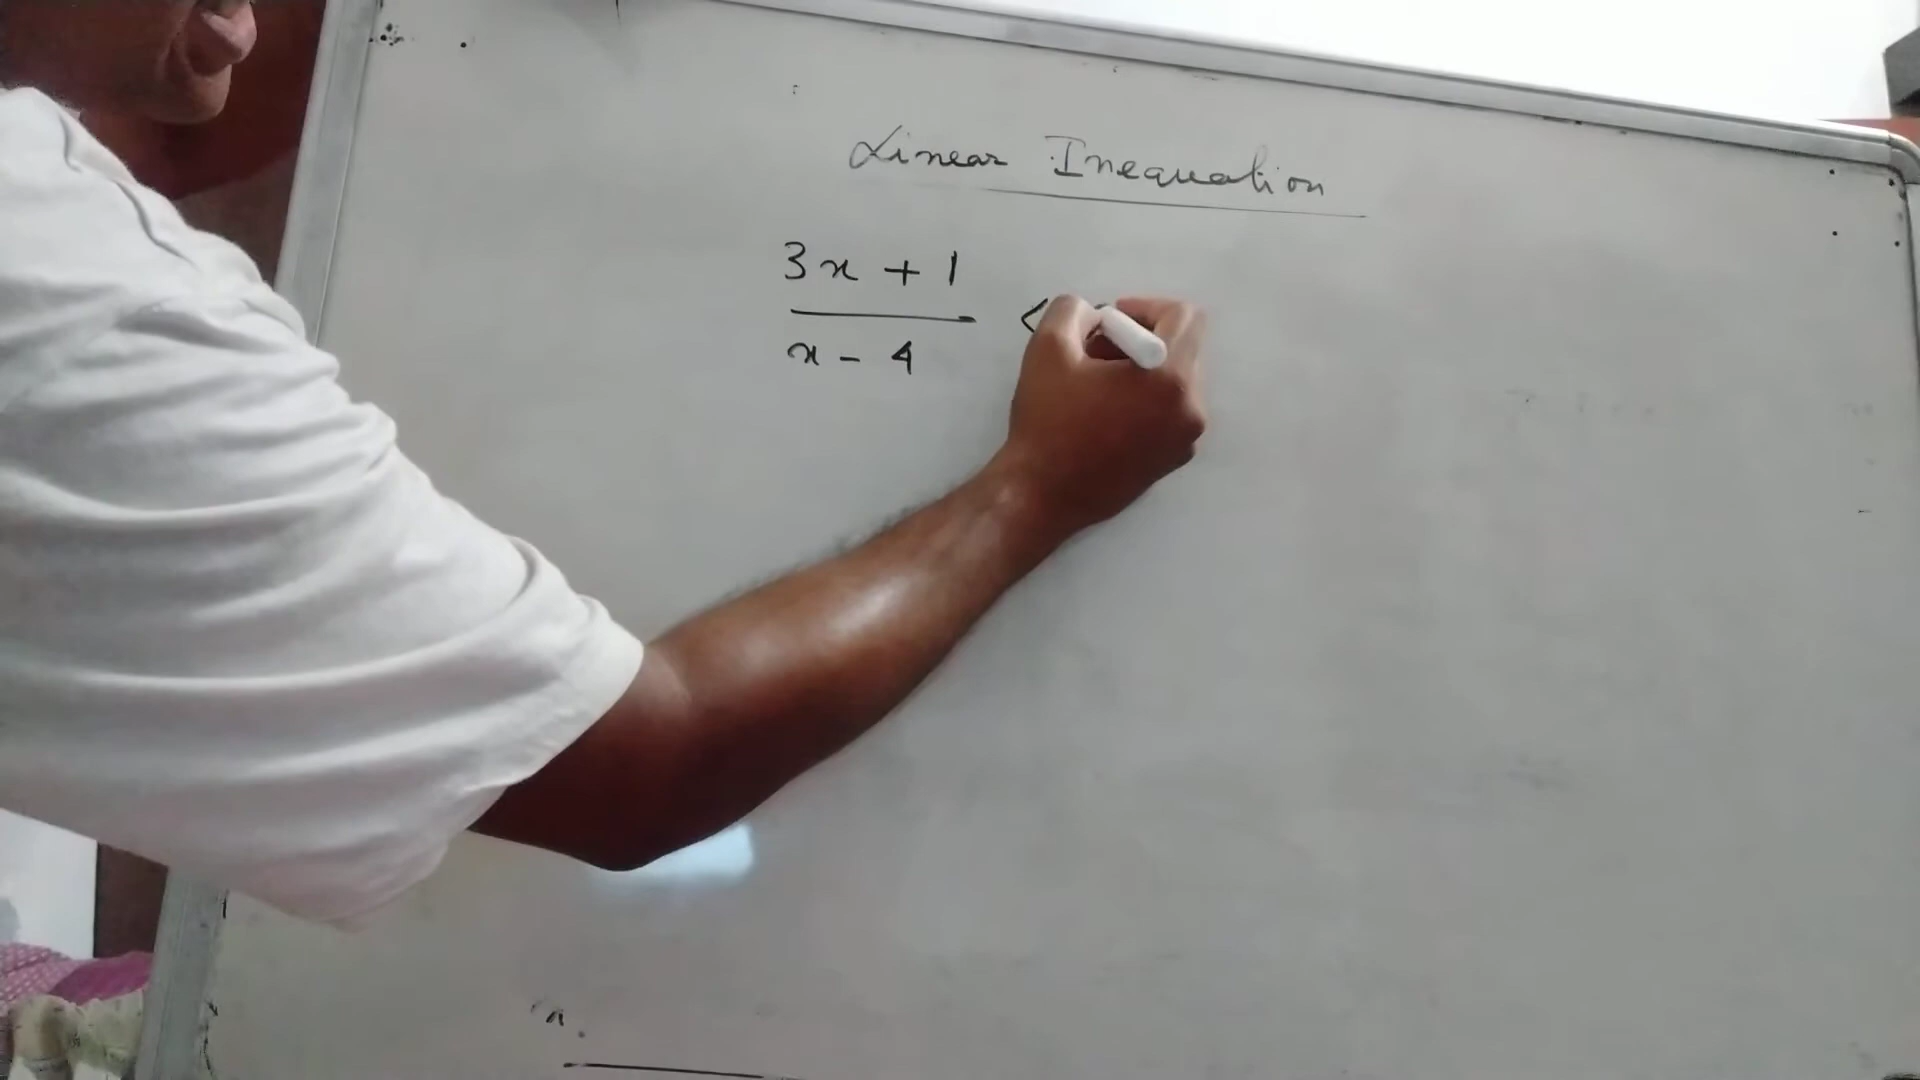 Linear Inequation
3x + 1
x - 4 <